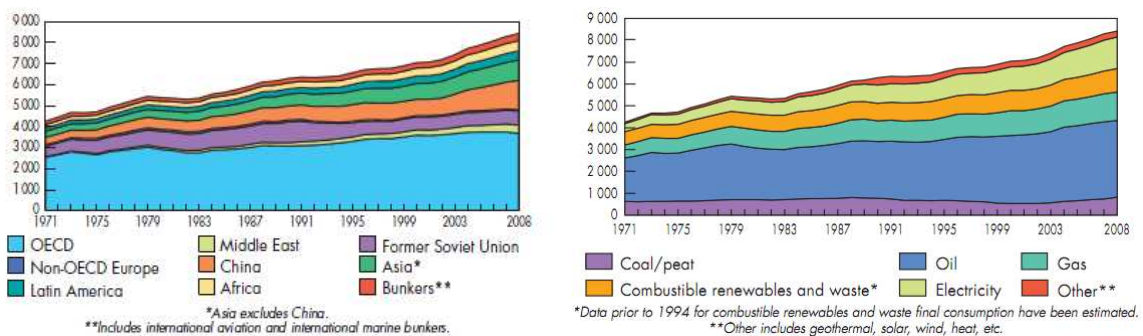 9 000
8 000
7 000
6 000
5 000
4 000
3 000
2 000
1 000
0
1971 1975 1979 1983 1987 1991 1995 1999 2003 2008
OECD
Non-OECD Europe
Latin America
Middle East
China
Africa
Former Soviet Union
Asia*
Bunkers**
*Asia excludes China.
**Includes international aviation and international marine bunkers.
9 000
8 000
7 000
6 000
5 000
4 000
3 000
2 000
1 000
0
1971 1975 1979 1983 1987 1991 1995 1999 2003 2008
Coal/peat
Combustible renewables and waste*
Oil
Electricity
Gas
Other**
*Data prior to 1994 for combustible renewables and waste final consumption have been estimated.
**Other includes geothermal, solar, wind, heat, etc.